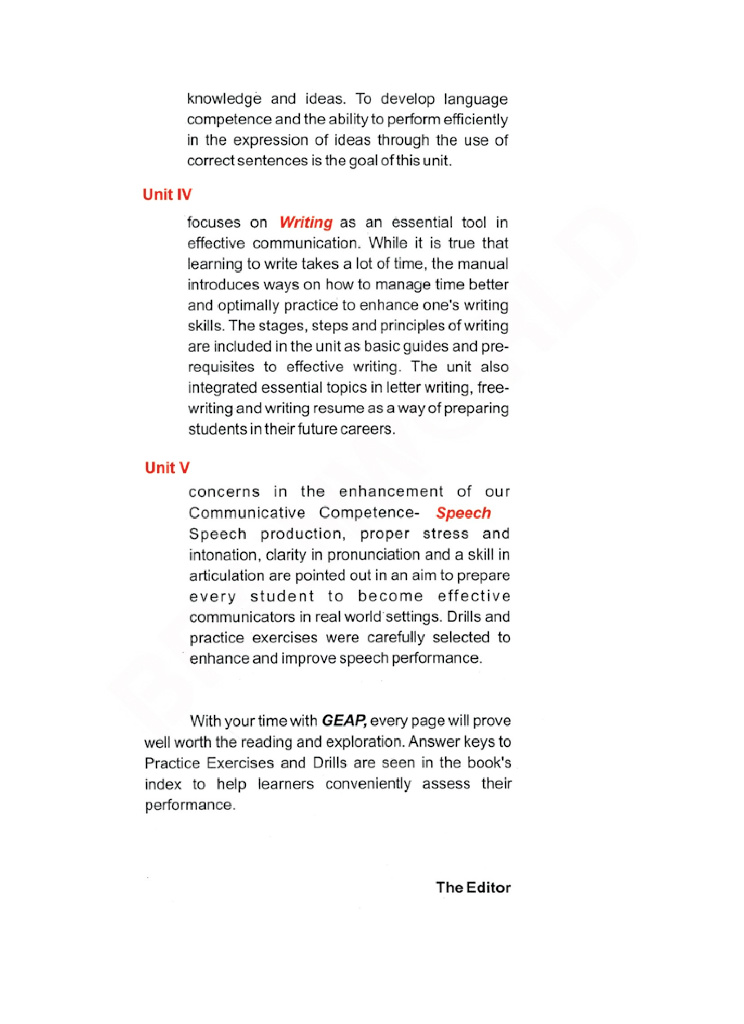 knowledge and ideas. To develop language
competence and the ability to perform efficiently
in the expression of ideas through the use of
correct sentences is the goal of this unit.
Unit IV
focuses on Writing as an essential tool in
effective communication. While it is true that
learning to write takes a lot of time, the manual
introduces ways on how to manage time better
and optimally practice to enhance one's writing
skills. The stages, steps and principles of writing
are included in the unit as basic guides and pre-
requisites to effective writing. The unit also
integrated essential topics in letter writing, free-
writing and writing resume as a way of preparing
students in their future careers.
Unit V
concerns in the enhancement of our
Communicative Competence- Speech
Speech production, proper stress and
intonation, clarity in pronunciation and a skill in
articulation are pointed out in an aim to prepare
every student to become effective
communicators in real world settings. Drills and
practice exercises were carefully selected to
enhance and improve speech performance.
With your time with GEAP, every page will prove
well worth the reading and exploration. Answer keys to
Practice Exercises and Drills are seen in the book's
index to help learners conveniently assess their
performance.
The Editor